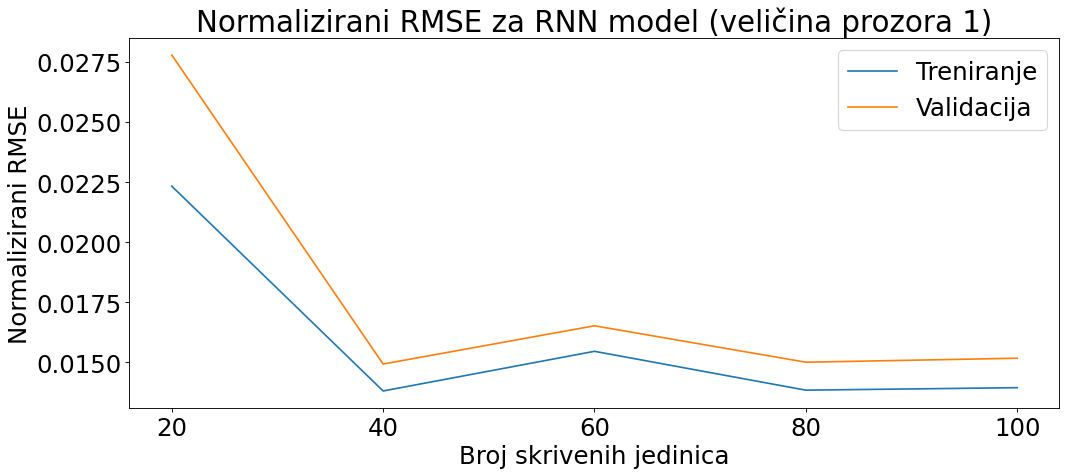 Normalizirani RMSE za RNN model (veličina prozora 1)
Treniranje
Validacija
Normalizirani RMSE
0.0275
0.0250
0.0225
0.0200
0.0175
0.0150
20 40 60 80 100
Broj skrivenih jedinica